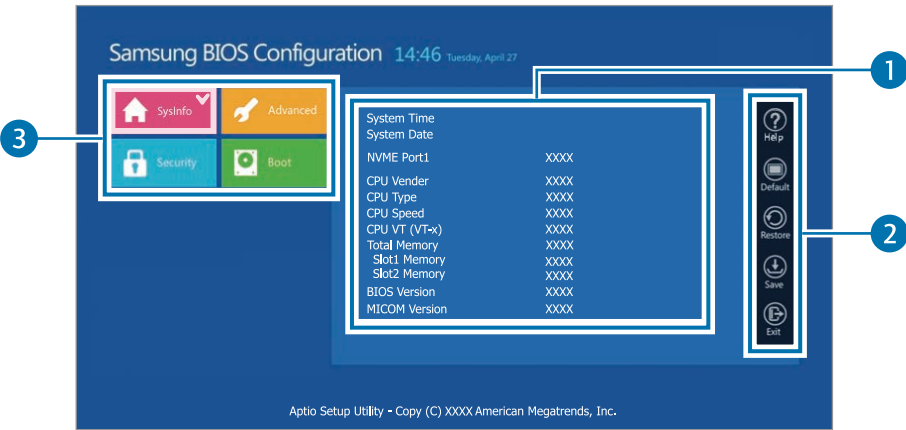 Samsung BIOS Configuration 14:46 Tuesday, April 27
1
SysInfo
Advanced
Security
Boot
3
System Time
System Date
NVME Port1 XXXX
CPU Vender XXXX
CPU Type XXXX
CPU Speed XXXX
CPU VT (VT-x) XXXX
Total Memory XXXX
Slot1 Memory XXXX
Slot2 Memory XXXX
BIOS Version XXXX
MICOM Version XXXX
Help
Default
Restore
Save
Exit
2
Aptio Setup Utility - Copy (C) XXXX American Megatrends, Inc.